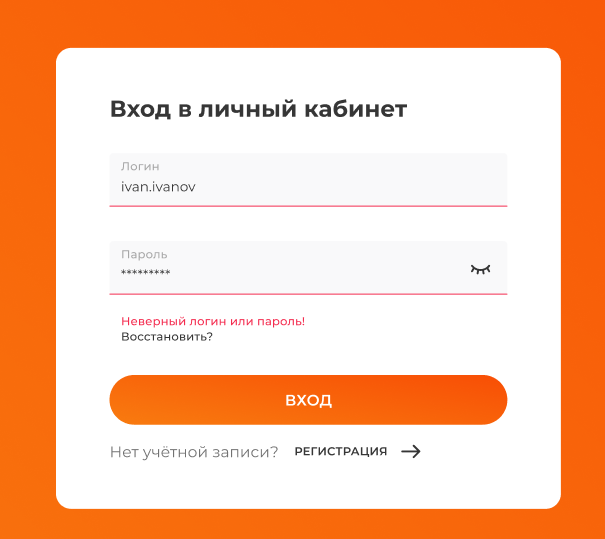 Вход в личный кабинет
Логин
ivan.ivanov
Пароль
*********
Неверный логин или пароль!
Восстановить?
ВХОД
Нет учётной записи? РЕГИСТРАЦИЯ